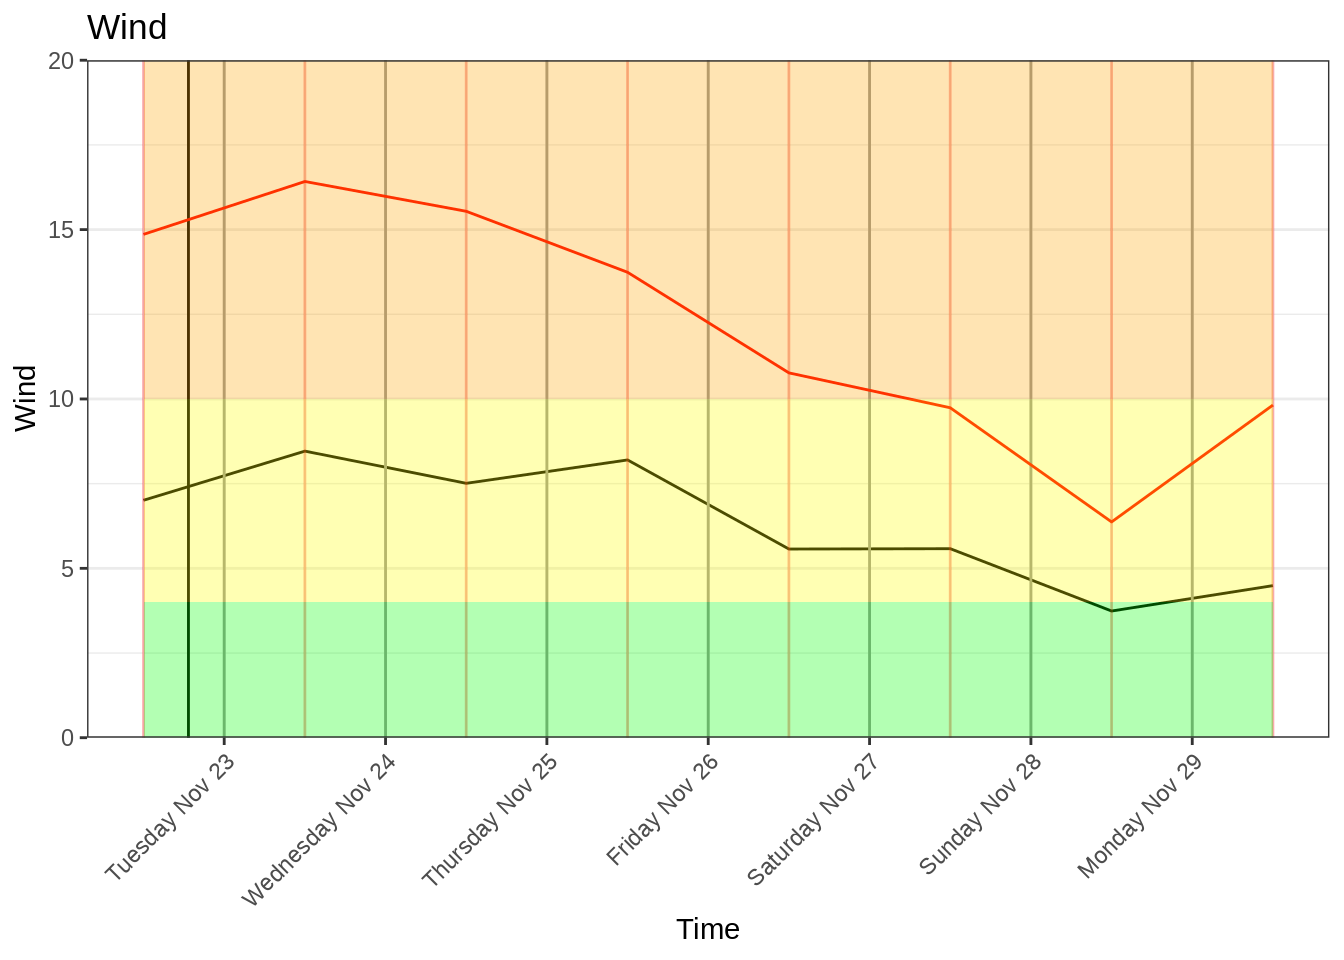 Wind
20
15
10
5
0
Wind
Tuesday Nov 23
Wednesday Nov 24
Thursday Nov 25
Friday Nov 26
Saturday Nov 27
Sunday Nov 28
Monday Nov 29
Time